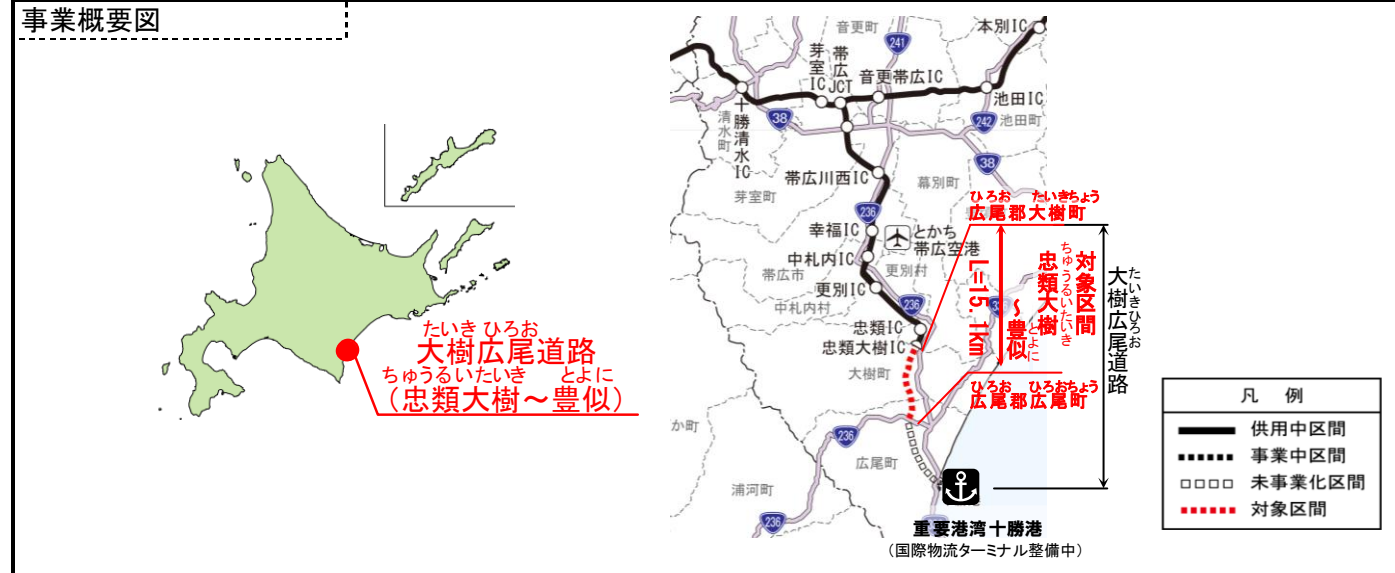 事業概要図
たいき ひろお
大樹広尾道路
ちゅうるいたいき とよに
（忠類大樹～豊似）
音更町
本別IC
241
芽室IC
帯広JCT
音更帯広IC
池田IC
十勝清水IC
清水町
38
242
池田町
38
帯広川西IC
幕別町
芽室町
236
幸福IC
とかち
帯広空港
中札内IC
更別村
帯広市
更別IC
中札内村
236
忠類IC
忠類大樹IC
大樹町
ひろお たいきちょう
広尾郡大樹町
L=15.1km
対象区間
ちゅうるいたいき
忠類大樹
～豊似
とよに
たいきひろお
大樹広尾道路
ひろお ひろおちょう
広尾郡広尾町
か町
236
広尾町
浦河町
236
重要港湾十勝港
（国際物流ターミナル整備中）
凡 例
供用中区間
事業中区間
未事業化区間
対象区間